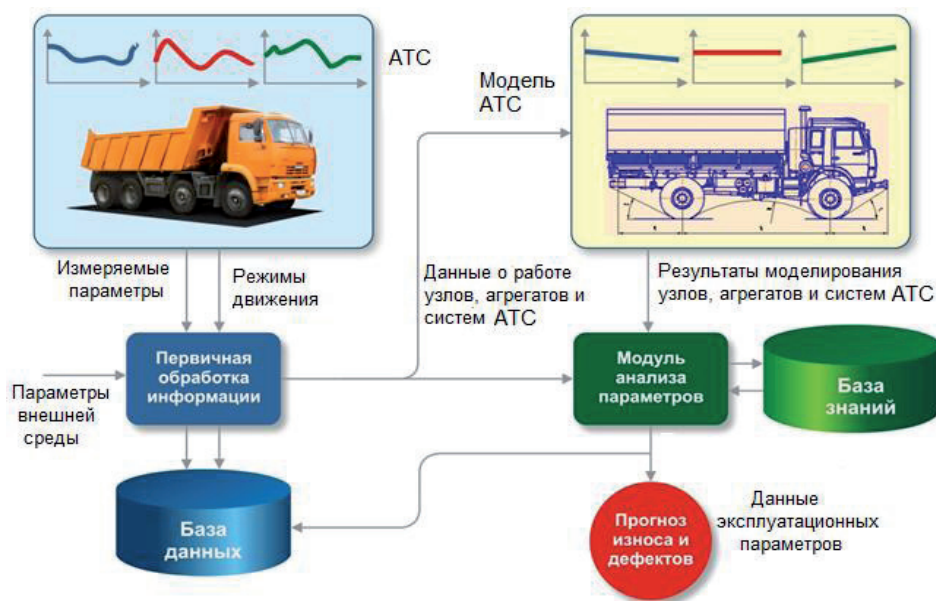 АТС
Модель
АТС
Измеряемые
параметры
Режимы
движения
Данные о работе
узлов, агрегатов и
систем АТС
Результаты моделирования
узлов, агрегатов и систем АТС
Первичная
обработка
информации
Модуль
анализа
параметров
База
знаний
Параметры
внешней
среды
База
данных
Прогноз
износа и
дефектов
Данные
эксплуатационных
параметров